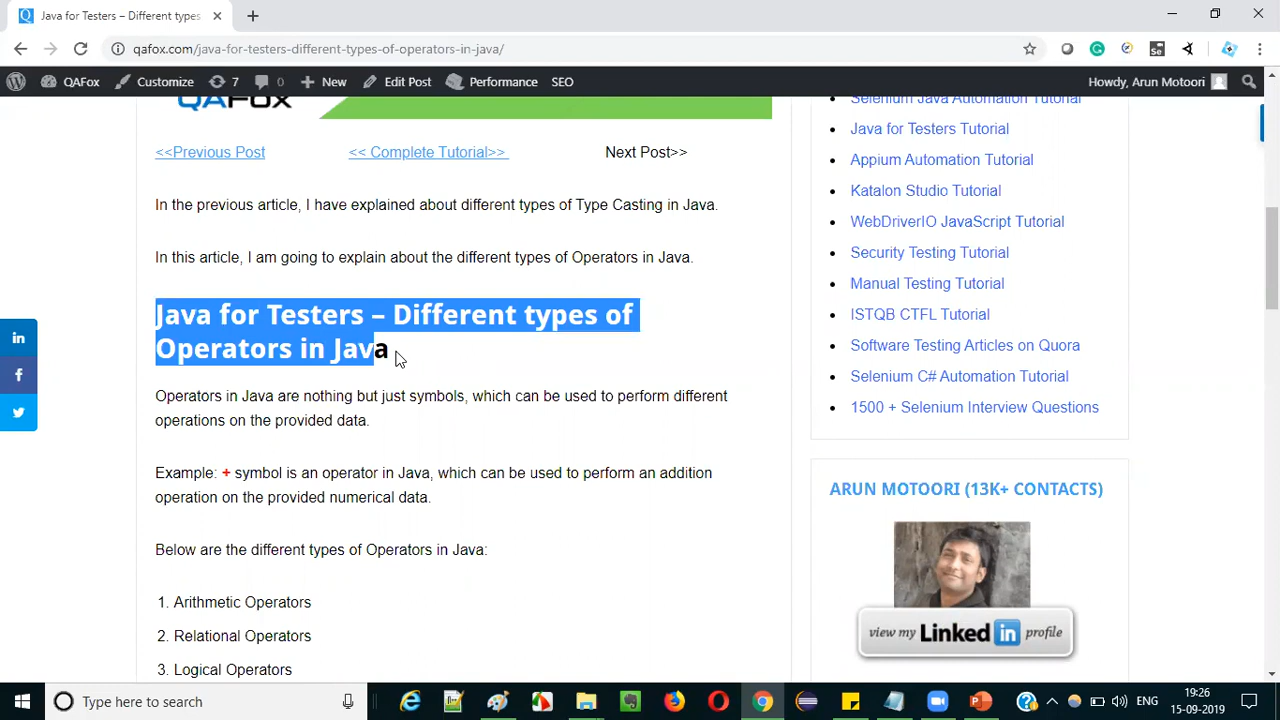 Java for Testers – Different types
qafox.com/java-for-testers-different-types-of-operators-in-java/
QAFox
Customize
7
0
New
Edit Post
Performance
SEO
Howdy, Arun Motoori
QAFOX
<<Previous Post
<< Complete Tutorial>>
Next Post>>
In the previous article, I have explained about different types of Type Casting in Java.
In this article, I am going to explain about the different types of Operators in Java.
Java for Testers – Different types of
Operators in Java
Operators in Java are nothing but just symbols, which can be used to perform different
operations on the provided data.
Example: + symbol is an operator in Java, which can be used to perform an addition
operation on the provided numerical data.
Below are the different types of Operators in Java:
1. Arithmetic Operators
2. Relational Operators
3. Logical Operators
Selenium Java Automation Tutorial
Java for Testers Tutorial
Appium Automation Tutorial
Katalon Studio Tutorial
WebDriverIO JavaScript Tutorial
Security Testing Tutorial
Manual Testing Tutorial
ISTQB CTFL Tutorial
Software Testing Articles on Quora
Selenium C# Automation Tutorial
1500 + Selenium Interview Questions
ARUN MOTOORI (13K+ CONTACTS)
view my Linked in profile
in
f
Type here to search
ENG
19:26
15-09-2019